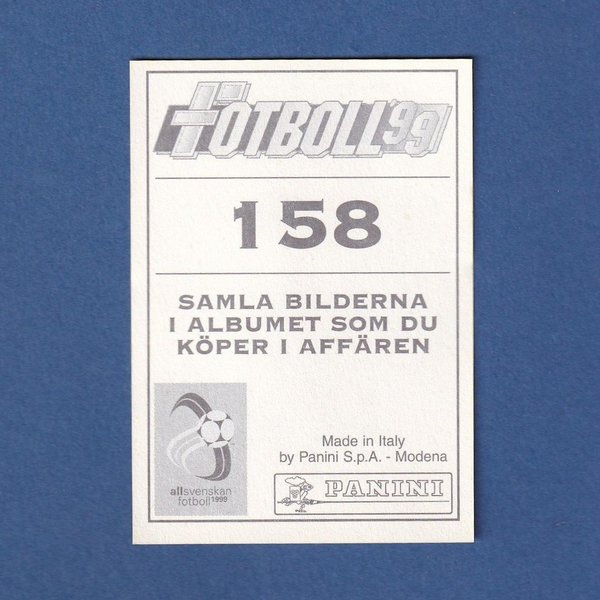 FOTBOLL '99
158
SAMLA BILDERNA
I ALBUMET SOM DU
KÖPER I AFFÄREN
allsvenskan
fotboll 1999
Made in Italy
by Panini S.p.A. - Modena
PANINI